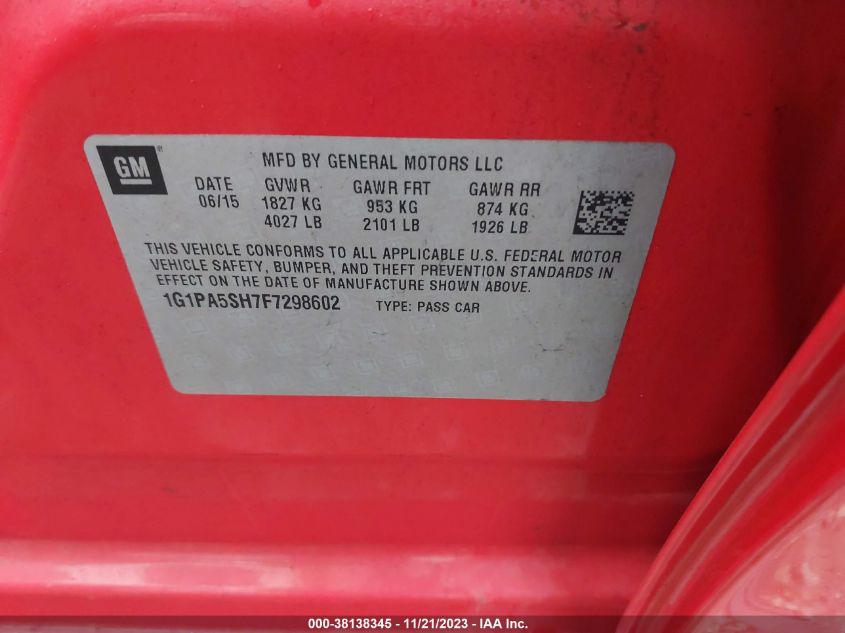 GM
MFD BY GENERAL MOTORS LLC
DATE GVWR GAWR FRT GAWR RR
06/15 1827 KG 953 KG 874 KG
4027 LB 2101 LB 1926 LB
THIS VEHICLE CONFORMS TO ALL APPLICABLE U.S. FEDERAL MOTOR
VEHICLE SAFETY, BUMPER, AND THEFT PREVENTION STANDARDS IN
EFFECT ON THE DATE OF MANUFACTURE SHOWN ABOVE.
1G1PA5SH7F7298602 TYPE: PASS CAR
000-38138345 - 11/21/2023 - IAA Inc.